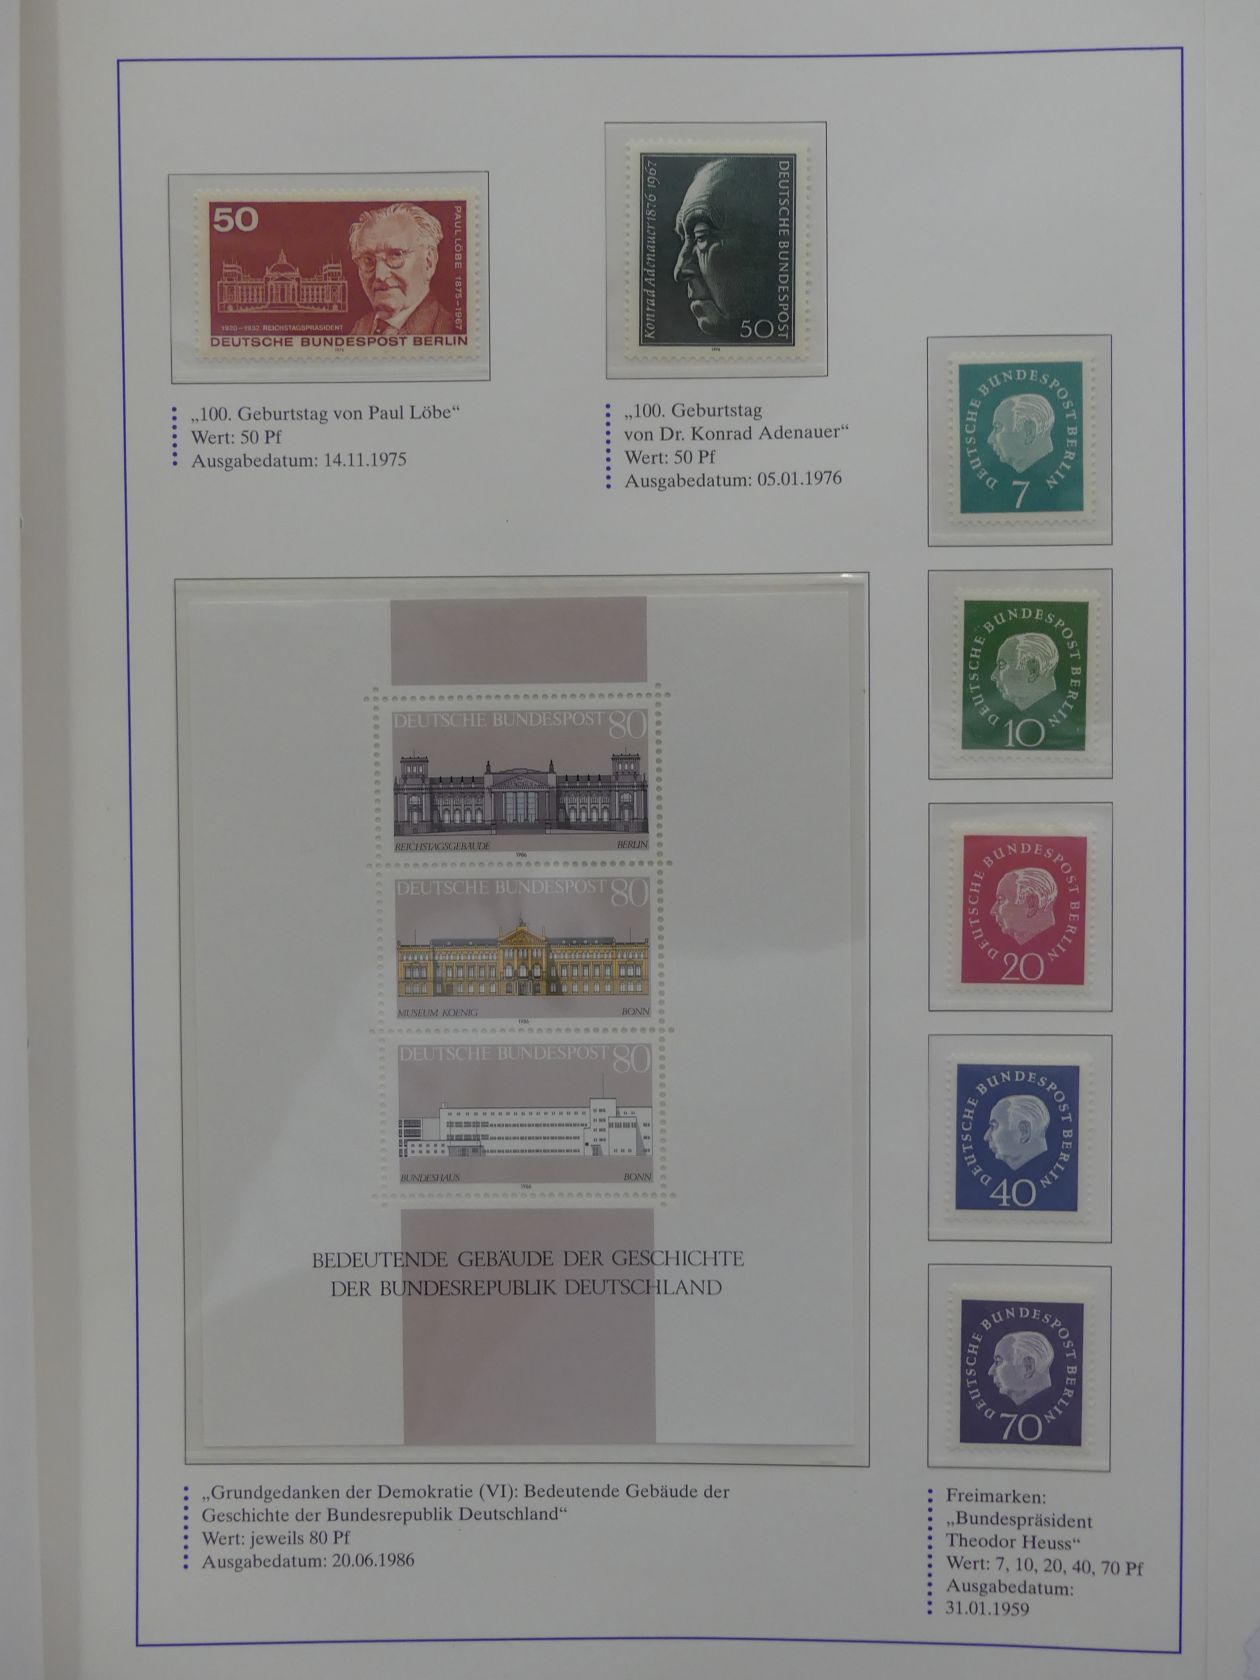 50
PAUL LÖBE 1875–1967
1920–1932 REICHSTAGSPRÄSIDENT
DEUTSCHE BUNDESPOST BERLIN
„100. Geburtstag von Paul Löbe“
Wert: 50 Pf
Ausgabedatum: 14.11.1975
Konrad Adenauer 1876-1967
DEUTSCHE BUNDESPOST
50
1976
„100. Geburtstag
von Dr. Konrad Adenauer“
Wert: 50 Pf
Ausgabedatum: 05.01.1976
DEUTSCHE BUNDESPOST BERLIN
7
DEUTSCHE BUNDESPOST BERLIN
10
DEUTSCHE BUNDESPOST BERLIN
20
DEUTSCHE BUNDESPOST BERLIN
40
DEUTSCHE BUNDESPOST BERLIN
70
DEUTSCHE BUNDESPOST 80
REICHSTAGSGEBÄUDE BERLIN
1986
DEUTSCHE BUNDESPOST 80
MUSEUM KOENIG BONN
1986
DEUTSCHE BUNDESPOST 80
BUNDESHAUS BONN
1986
BEDEUTENDE GEBÄUDE DER GESCHICHTE
DER BUNDESREPUBLIK DEUTSCHLAND
„Grundgedanken der Demokratie (VI): Bedeutende Gebäude der
Geschichte der Bundesrepublik Deutschland“
Wert: jeweils 80 Pf
Ausgabedatum: 20.06.1986
Freimarken:
„Bundespräsident
Theodor Heuss“
Wert: 7, 10, 20, 40, 70 Pf
Ausgabedatum:
31.01.1959